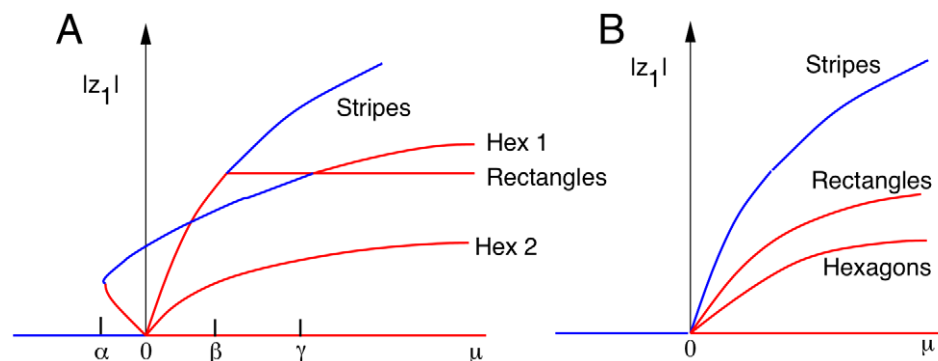 A
|z1|
Stripes
Hex 1
Rectangles
Hex 2
α 0 β γ μ
B
|z1|
Stripes
Rectangles
Hexagons
0 μ